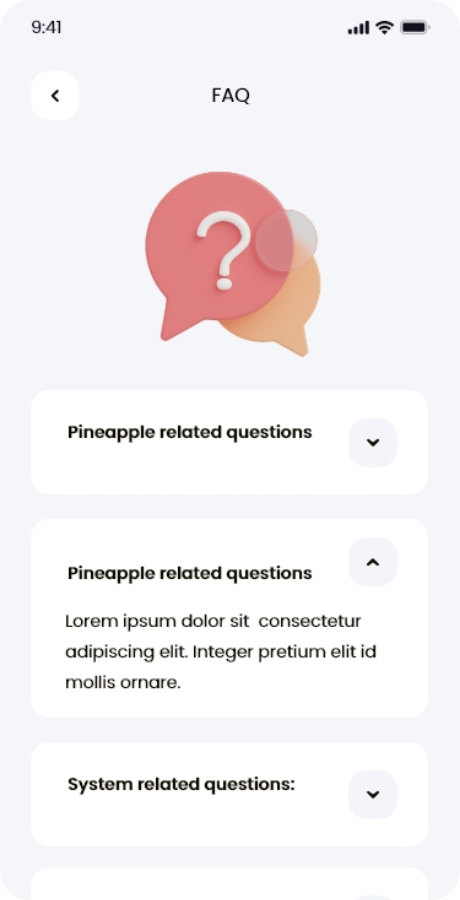 9:41
FAQ
?
Pineapple related questions
Pineapple related questions
Lorem ipsum dolor sit  consectetur
adipiscing elit. Integer pretium elit id
mollis ornare.
System related questions: